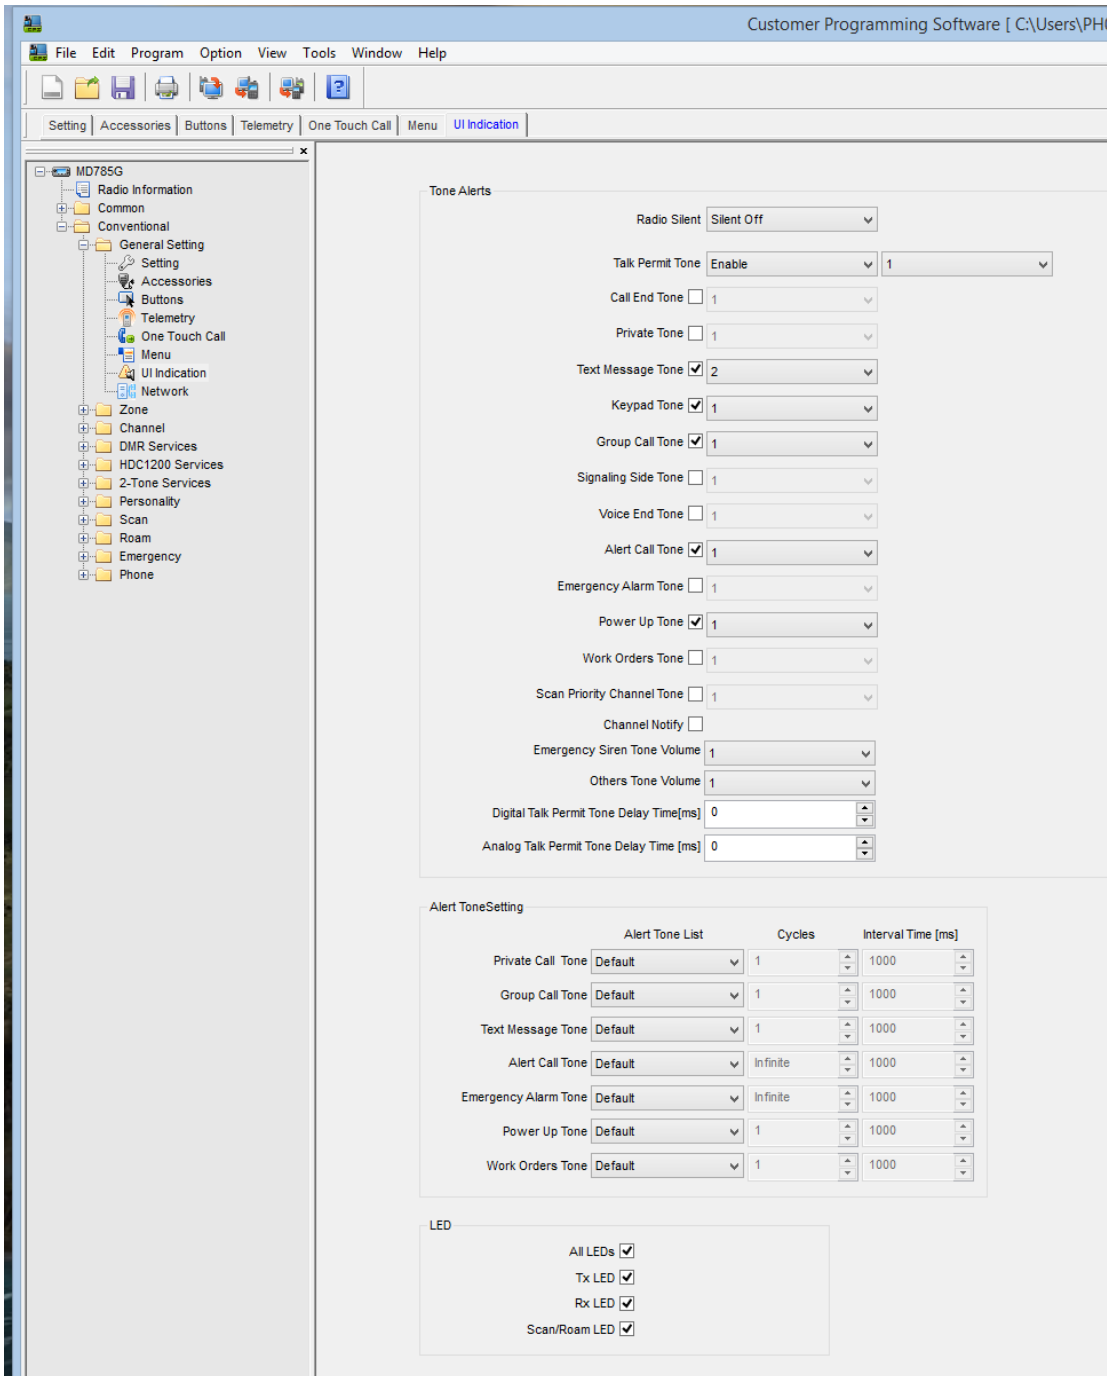 Customer Programming Software [ C:\Users\PH
File Edit Program Option View Tools Window Help
Setting Accessories Buttons Telemetry One Touch Call Menu UI Indication
x
MD785G
Radio Information
Common
Conventional
General Setting
Setting
Accessories
Buttons
Telemetry
One Touch Call
Menu
UI Indication
Network
Zone
Channel
DMR Services
HDC1200 Services
2-Tone Services
Personality
Scan
Roam
Emergency
Phone
Tone Alerts
Radio Silent Silent Off
Talk Permit Tone Enable 1
Call End Tone 1
Private Tone 1
Text Message Tone 2
Keypad Tone 1
Group Call Tone 1
Signaling Side Tone 1
Voice End Tone 1
Alert Call Tone 1
Emergency Alarm Tone 1
Power Up Tone 1
Work Orders Tone 1
Scan Priority Channel Tone 1
Channel Notify
Emergency Siren Tone Volume 1
Others Tone Volume 1
Digital Talk Permit Tone Delay Time[ms] 0
Analog Talk Permit Tone Delay Time [ms] 0
Alert ToneSetting
Alert Tone List Cycles Interval Time [ms]
Private Call Tone Default 1 1000
Group Call Tone Default 1 1000
Text Message Tone Default 1 1000
Alert Call Tone Default Infinite 1000
Emergency Alarm Tone Default Infinite 1000
Power Up Tone Default 1 1000
Work Orders Tone Default 1 1000
LED
All LEDs
Tx LED
Rx LED
Scan/Roam LED